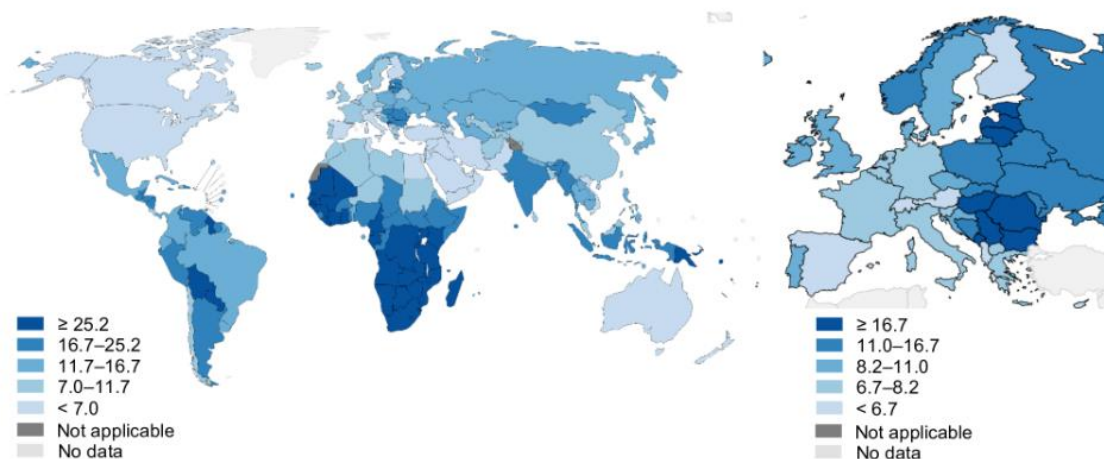 ≥ 25.2
16.7–25.2
11.7–16.7
7.0–11.7
< 7.0
Not applicable
No data
≥ 16.7
11.0–16.7
8.2–11.0
6.7–8.2
< 6.7
Not applicable
No data